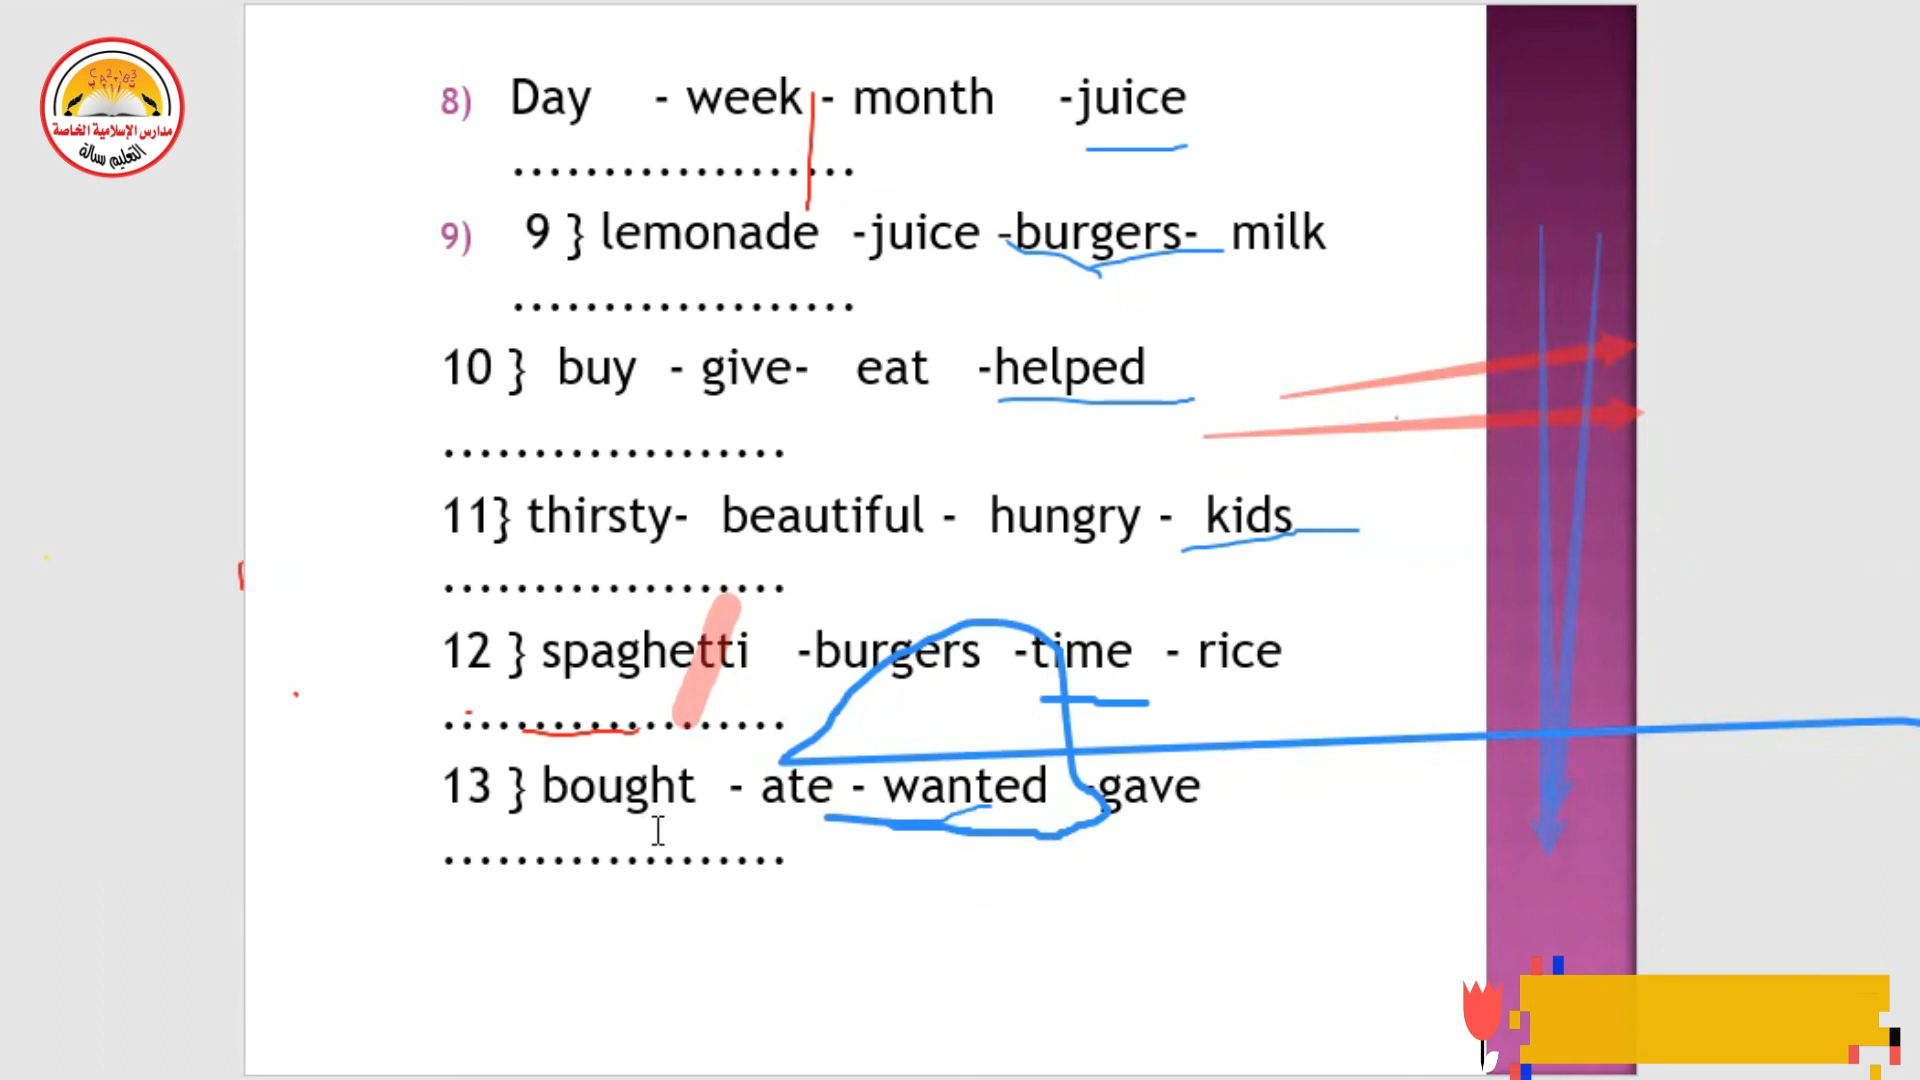 مدارس الإسلامية الخاصة
التعليم رسالة
8) Day - week - month -juice
...................
9) 9 } lemonade -juice -burgers- milk
...................
10 } buy - give- eat -helped
...................
11} thirsty- beautiful - hungry - kids
...................
12 } spaghetti -burgers -time - rice
...................
13 } bought - ate - wanted -gave
...................